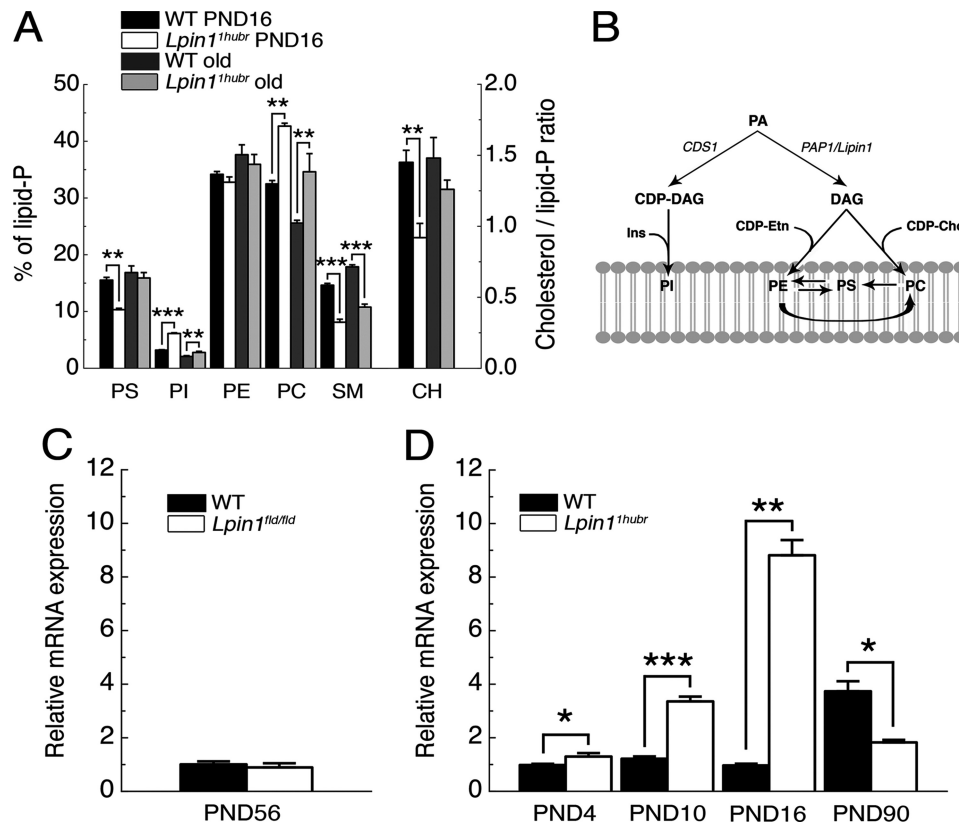 A
WT PND16
Lpin1 1hubr PND16
WT old
Lpin1 1hubr old
% of lipid-P
50
40
30
20
10
0
** *** ** ** ** *** *** **
2.0
1.5
1.0
0.5
0.0
Cholesterol / lipid-P ratio
PS PI PE PC SM CH
B
PA
CDS1 PAP1/Lipin1
CDP-DAG DAG
Ins CDP-Etn CDP-Cho
PI PE PS PC
C
Relative mRNA expression
12
10
8
6
4
2
0
WT
Lpin1 fld/fld
PND56
D
Relative mRNA expression
12
10
8
6
4
2
0
WT
Lpin1 1hubr
* *** ** *
PND4 PND10 PND16 PND90